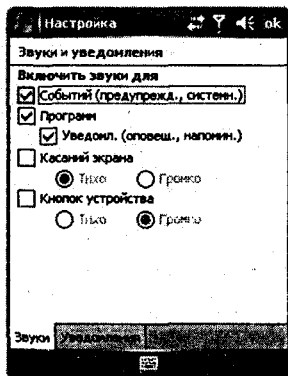 Настройка ok
Звуки и уведомления
Включить звуки для
Событий (предупрежд., системн.)
Программ
Уведомл. (оповещ., напомин.)
Касаний экрана
Тихо Громко
Кнопок устройства
Тихо Громко
Звуки Уведомления